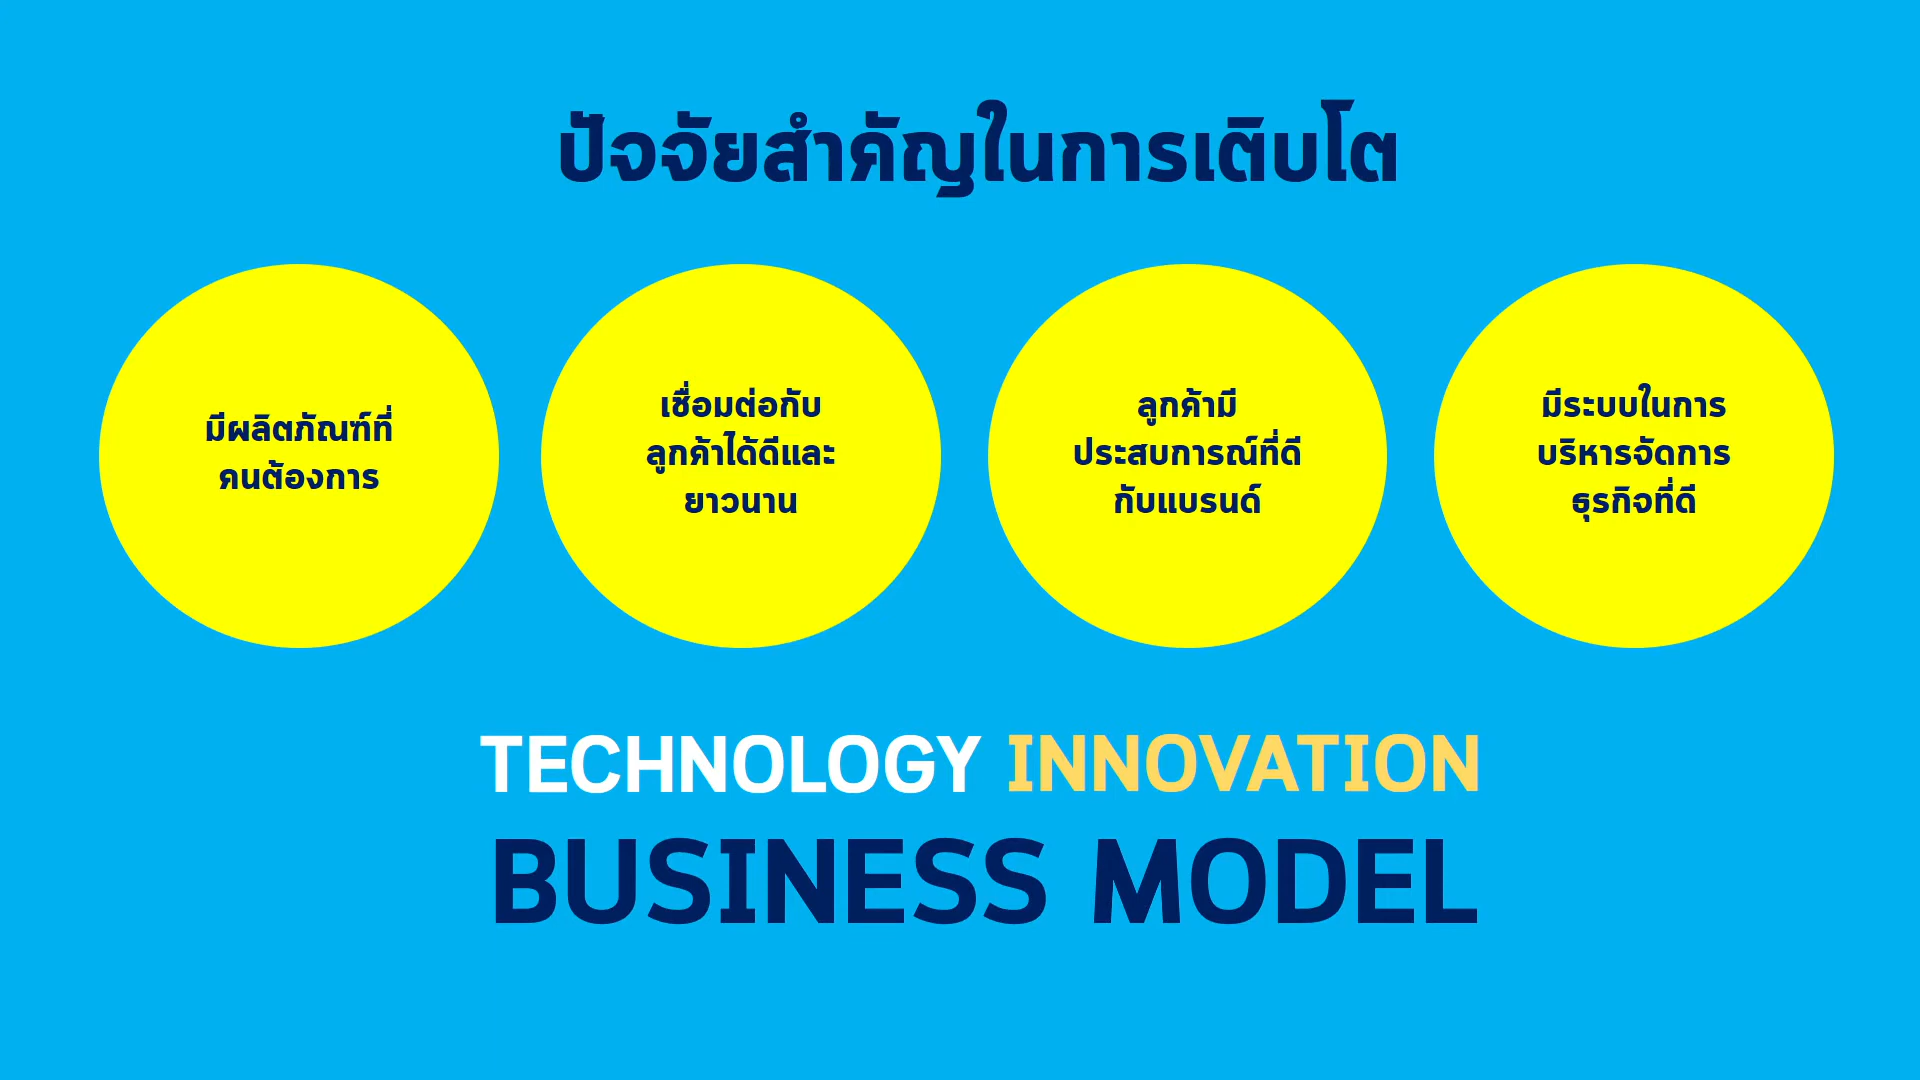 ปัจจัยสำคัญในการเติบโต
มีผลิตภัณฑ์ที่
คนต้องการ
เชื่อมต่อกับ
ลูกค้าได้ดีและ
ยาวนาน
ลูกค้ามี
ประสบการณ์ที่ดี
กับแบรนด์
มีระบบในการ
บริหารจัดการ
ธุรกิจที่ดี
TECHNOLOGY INNOVATION
BUSINESS MODEL